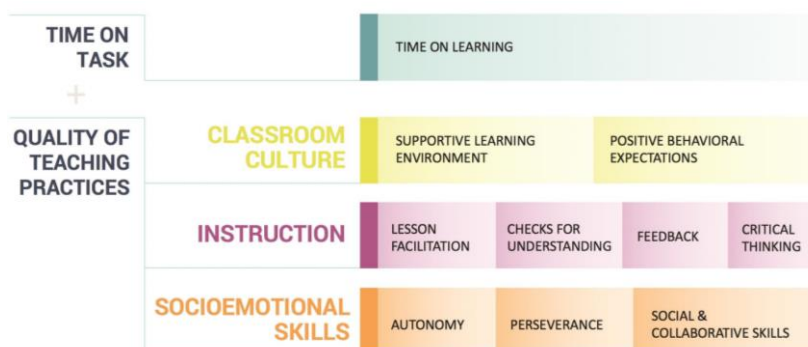 TIME ON
TASK
TIME ON LEARNING
+
QUALITY OF
TEACHING
PRACTICES
CLASSROOM
CULTURE
SUPPORTIVE LEARNING
ENVIRONMENT
POSITIVE BEHAVIORAL
EXPECTATIONS
INSTRUCTION
LESSON
FACILITATION
CHECKS FOR
UNDERSTANDING
FEEDBACK
CRITICAL
THINKING
SOCIOEMOTIONAL
SKILLS
AUTONOMY
PERSEVERANCE
SOCIAL &
COLLABORATIVE SKILLS